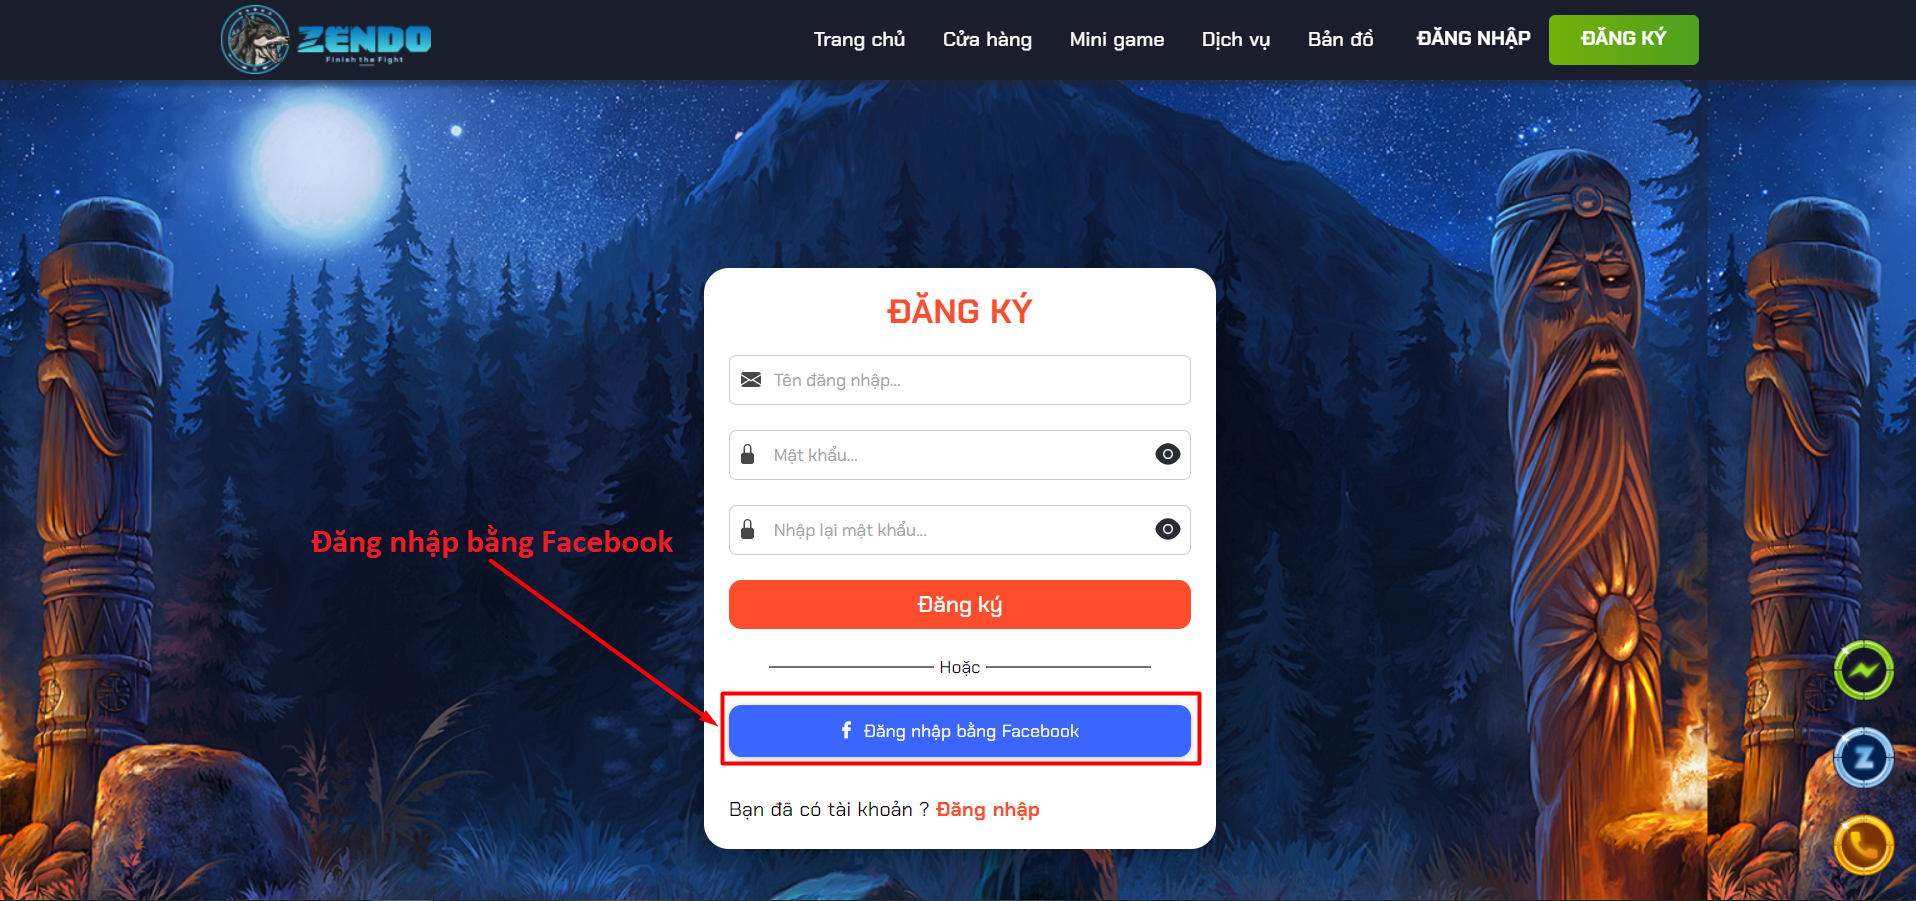 ZENDO
Finish the Fight
Trang chủ
Cửa hàng
Mini game
Dịch vụ
Bản đồ
ĐĂNG NHẬP
ĐĂNG KÝ
ĐĂNG KÝ
Tên đăng nhập...
Mật khẩu...
Nhập lại mật khẩu...
Đăng nhập bằng Facebook
Đăng ký
Hoặc
Đăng nhập bằng Facebook
Bạn đã có tài khoản ? Đăng nhập
Z